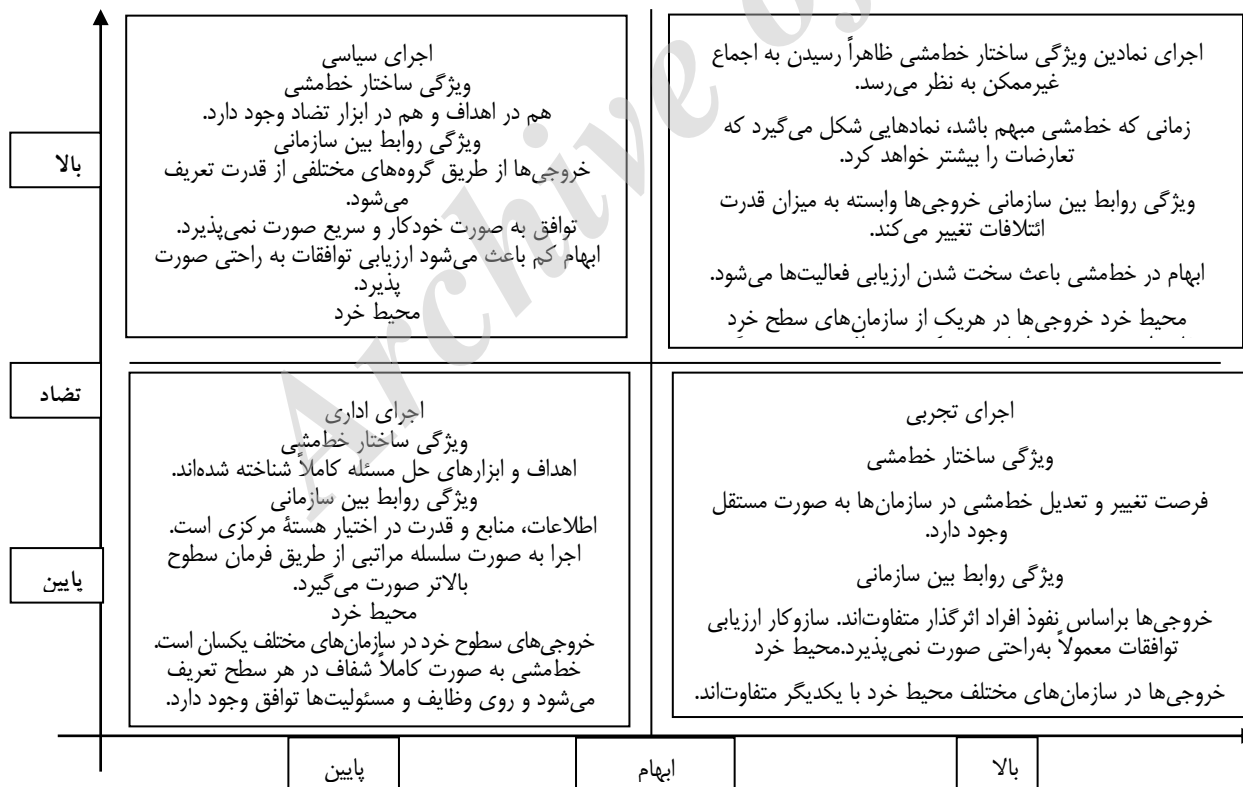 اجرای نمادین ویژگی ساختار خط‌مشی ظاهراً رسیدن به اجماع
غیرممکن به نظر می‌رسد.
زمانی که خط‌مشی مبهم باشد، نمادهایی شکل می‌گیرد که
تعارضات را بیشتر خواهد کرد.
ویژگی روابط بین سازمانی خروجی‌ها وابسته به میزان قدرت
ائتلافات تغییر می‌کند.
ابهام در خط‌مشی باعث سخت شدن ارزیابی فعالیت‌ها می‌شود.
محیط خرد خروجی‌ها در هریک از سازمان‌های سطح خرد
اجرای سیاسی
ویژگی ساختار خط‌مشی
هم در اهداف و هم در ابزار تضاد وجود دارد.
ویژگی روابط بین سازمانی
خروجی‌ها از طریق گروه‌های مختلفی از قدرت تعریف
می‌شود.
توافق به صورت خودکار و سریع صورت نمی‌پذیرد.
ابهام کم باعث می‌شود ارزیابی توافقات به راحتی صورت
پذیرد.
محیط خرد
بالا
تضاد
پایین
اجرای تجربی
ویژگی ساختار خط‌مشی
فرصت تغییر و تعدیل خط‌مشی در سازمان‌ها به صورت مستقل
وجود دارد.
ویژگی روابط بین سازمانی
خروجی‌ها براساس نفوذ افراد اثرگذار متفاوت‌اند. سازوکار ارزیابی
توافقات معمولاً به‌راحتی صورت نمی‌پذیرد.محیط خرد
خروجی‌ها در سازمان‌های مختلف محیط خرد با یکدیگر متفاوت‌اند.
اجرای اداری
ویژگی ساختار خط‌مشی
اهداف و ابزارهای حل مسئله کاملاً شناخته شده‌اند.
ویژگی روابط بین سازمانی
اطلاعات، منابع و قدرت در اختیار هستهٔ مرکزی است.
اجرا به صورت سلسله مراتبی از طریق فرمان سطوح
بالاتر صورت می‌گیرد.
محیط خرد
خروجی‌های سطوح خرد در سازمان‌های مختلف یکسان است.
خط‌مشی به صورت کاملاً شفاف در هر سطح تعریف
می‌شود و روی وظایف و مسئولیت‌ها توافق وجود دارد.
بالا
ابهام
پایین
Archive of